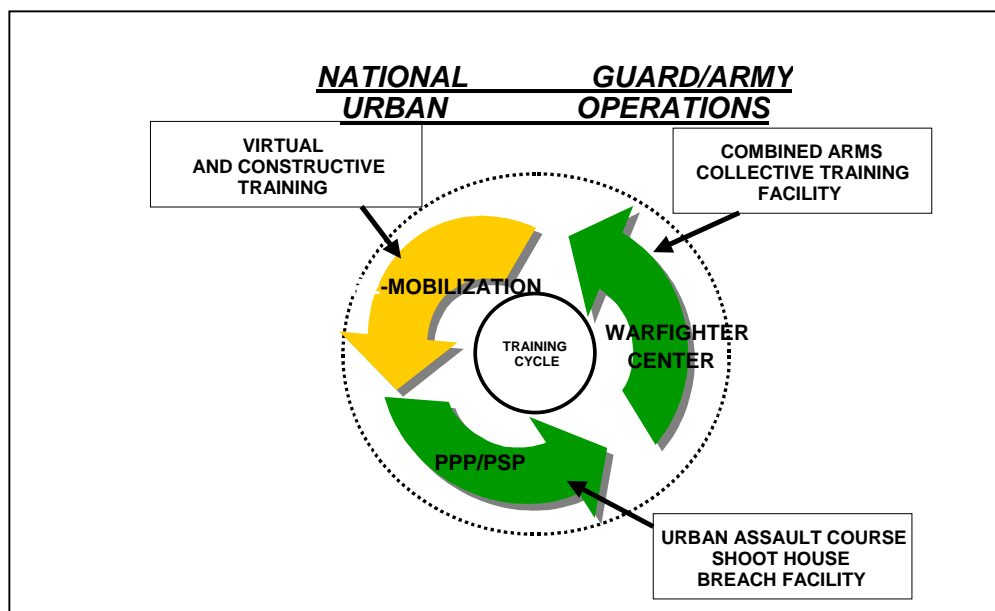 NATIONAL GUARD/ARMY
URBAN OPERATIONS
VIRTUAL
AND CONSTRUCTIVE
TRAINING
COMBINED ARMS
COLLECTIVE TRAINING
FACILITY
-MOBILIZATION
WARFIGHTER
CENTER
TRAINING
CYCLE
PPP/PSP
URBAN ASSAULT COURSE
SHOOT HOUSE
BREACH FACILITY